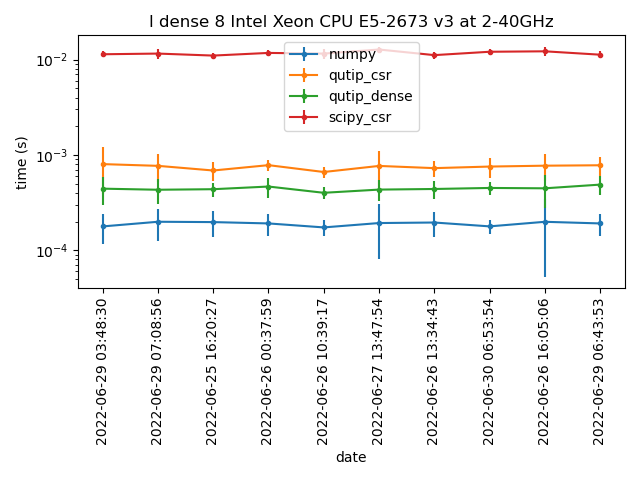 I dense 8 Intel Xeon CPU E5-2673 v3 at 2-40GHz
numpy
qutip_csr
qutip_dense
scipy_csr
time (s)
10⁻²
10⁻³
10⁻⁴
2022-06-29 03:48:30
2022-06-29 07:08:56
2022-06-25 16:20:27
2022-06-26 00:37:59
2022-06-26 10:39:17
2022-06-27 13:47:54
2022-06-26 13:34:43
2022-06-30 06:53:54
2022-06-26 16:05:06
2022-06-29 06:43:53
date